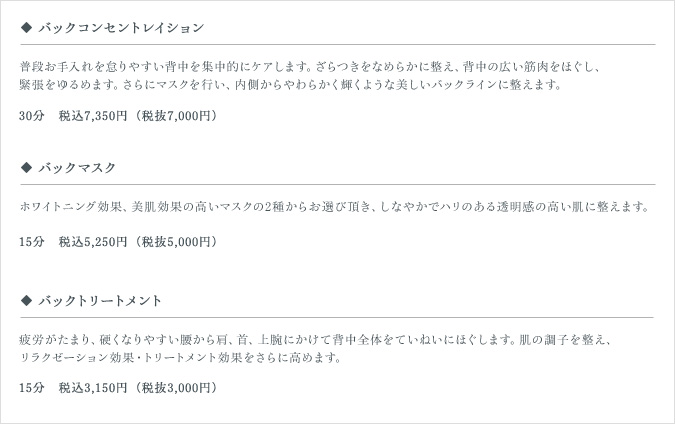 ◆ バックコンセントレイション
普段お手入れを怠りやすい背中を集中的にケアします。ざらつきをなめらかに整え、背中の広い筋肉をほぐし、
緊張をゆるめます。さらにマスクを行い、内側からやわらかく輝くような美しいバックラインに整えます。
30分　税込7,350円（税抜7,000円）
◆ バックマスク
ホワイトニング効果、美肌効果の高いマスクの2種からお選び頂き、しなやかでハリのある透明感の高い肌に整えます。
15分　税込5,250円（税抜5,000円）
◆ バックトリートメント
疲労がたまり、硬くなりやすい腰から肩、首、上腕にかけて背中全体をていねいにほぐします。肌の調子を整え、
リラクゼーション効果・トリートメント効果をさらに高めます。
15分　税込3,150円（税抜3,000円）